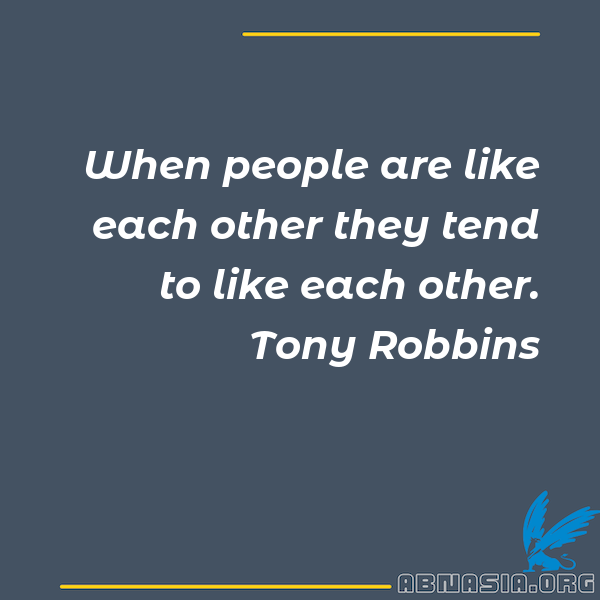 When people are like
each other they tend
to like each other.
Tony Robbins
ABNASIA.ORG